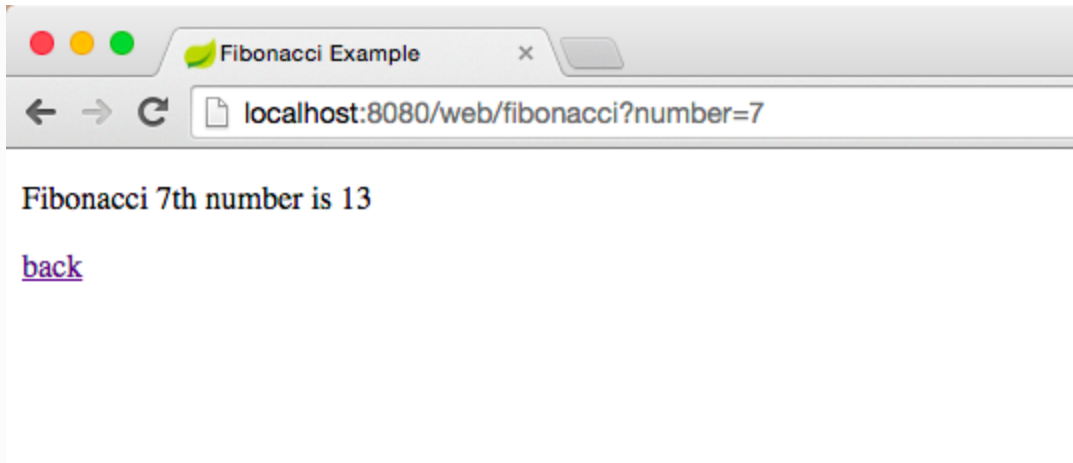 Fibonacci Example
localhost:8080/web/fibonacci?number=7
Fibonacci 7th number is 13
back